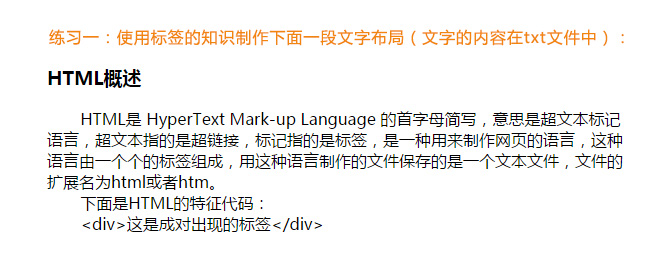 练习一：使用标签的知识制作下面一段文字布局（文字的内容在txt文件中）：
HTML概述
HTML是 HyperText Mark-up Language 的首字母简写，意思是超文本标记
语言，超文本指的是超链接，标记指的是标签，是一种用来制作网页的语言，这种
语言由一个个的标签组成，用这种语言制作的文件保存的是一个文本文件，文件的
扩展名为html或者htm。
下面是HTML的特征代码：
<div>这是成对出现的标签</div>